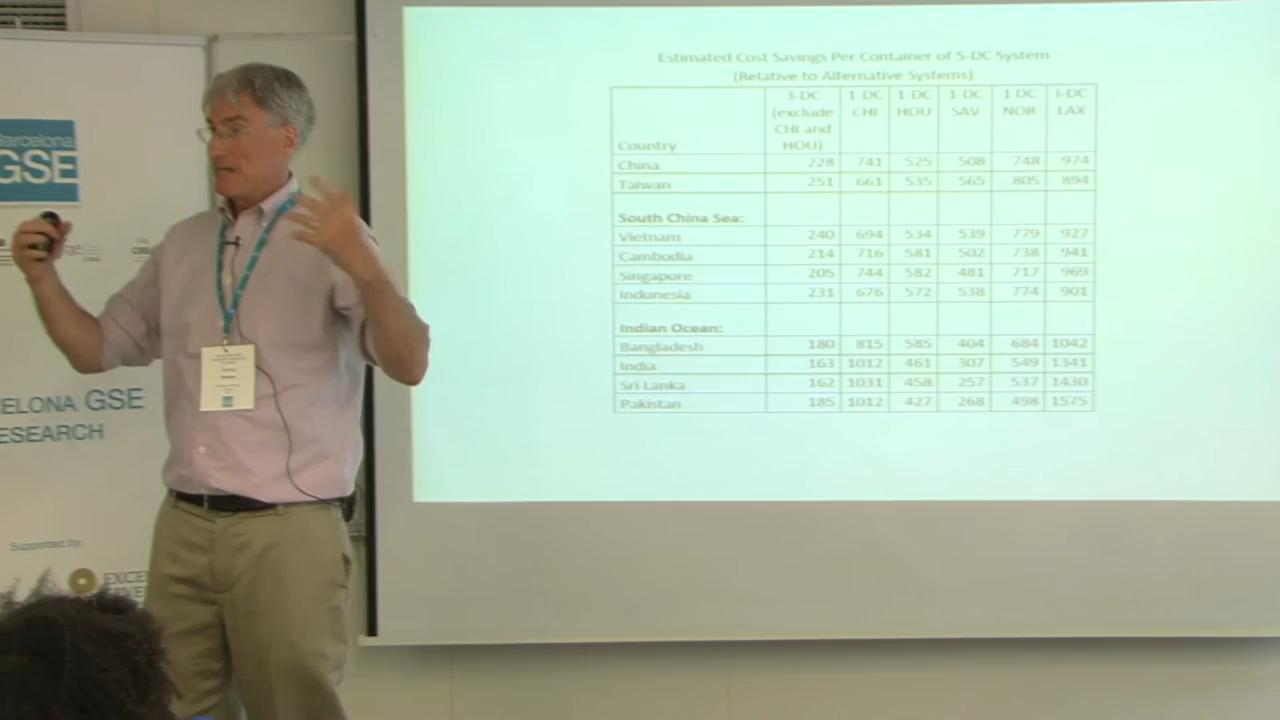 Barcelona
GSE
ELONA GSE
ESEARCH
Supported by:
Estimated Cost Savings Per Container of 5-DC System
(Relative to Alternative Systems)
Country 3-DC (exclude CHI and HOU) 1-DC CHI 1-DC HOU 1-DC SAV 1 DC NOR I-DC LAX
China 228 741 525 508 748 974
Taiwan 251 661 535 565 805 894
South China Sea:
Vietnam 240 694 534 539 779 927
Cambodia 214 716 581 502 738 941
Singapore 205 744 582 481 717 969
Indonesia 231 676 572 538 774 901
Indian Ocean:
Bangladesh 180 815 585 404 684 1042
India 163 1012 461 307 549 1341
Sri Lanka 162 1031 458 257 537 1430
Pakistan 185 1012 427 268 498 1575